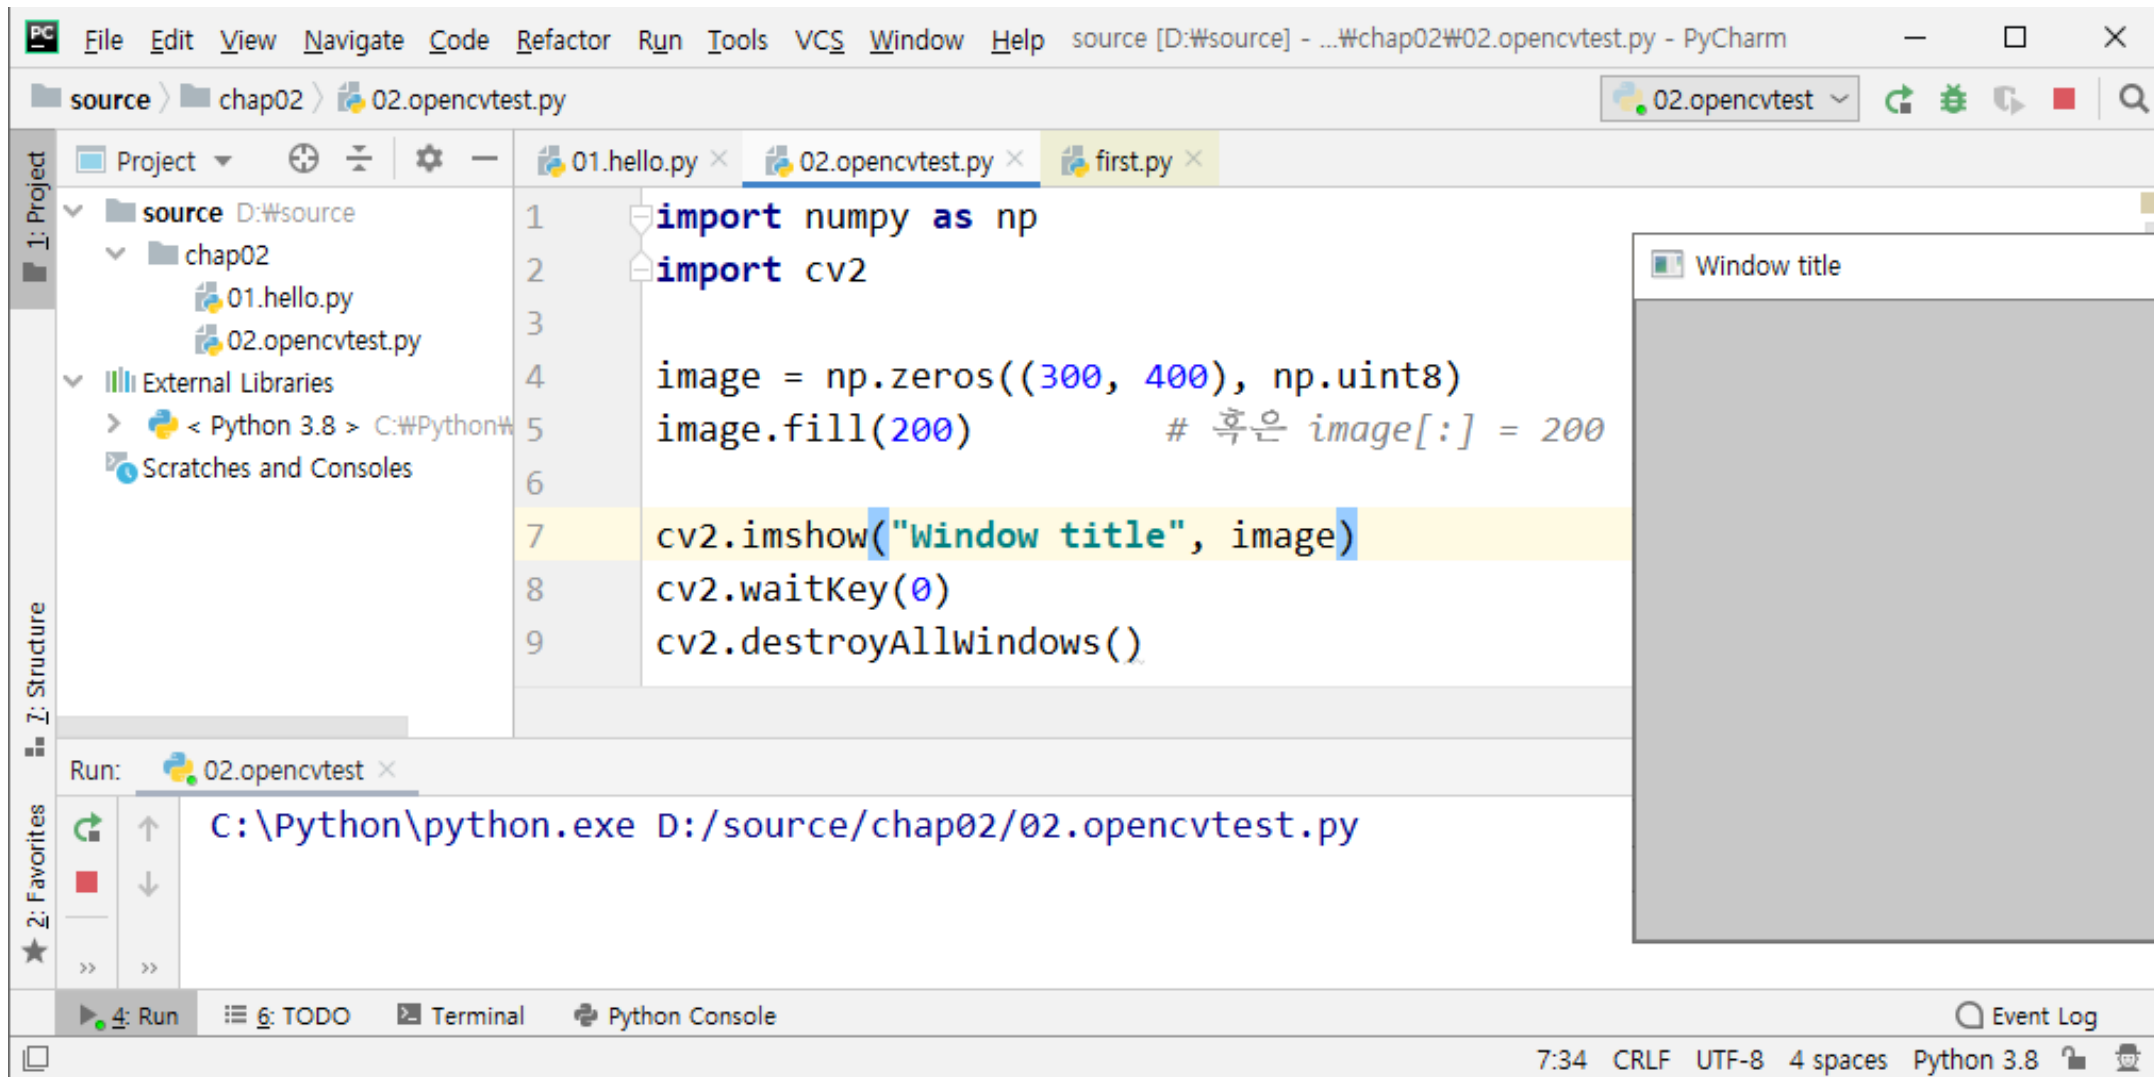 File Edit View Navigate Code Refactor Run Tools VCS Window Help source [D:₩source] - ...₩chap02₩02.opencvtest.py - PyCharm
source chap02 02.opencvtest.py 02.opencvtest
1: Project
Project
source D:₩source
chap02
01.hello.py
02.opencvtest.py
External Libraries
< Python 3.8 > C:₩Python₩
Scratches and Consoles
01.hello.py 02.opencvtest.py first.py
1 import numpy as np
2 import cv2
3
4 image = np.zeros((300, 400), np.uint8)
5 image.fill(200) # 혹은 image[:] = 200
6
7 cv2.imshow("Window title", image)
8 cv2.waitKey(0)
9 cv2.destroyAllWindows()
Window title
7: Structure
2: Favorites
Run: 02.opencvtest
C:\Python\python.exe D:/source/chap02/02.opencvtest.py
4: Run 6: TODO Terminal Python Console Event Log
7:34 CRLF UTF-8 4 spaces Python 3.8